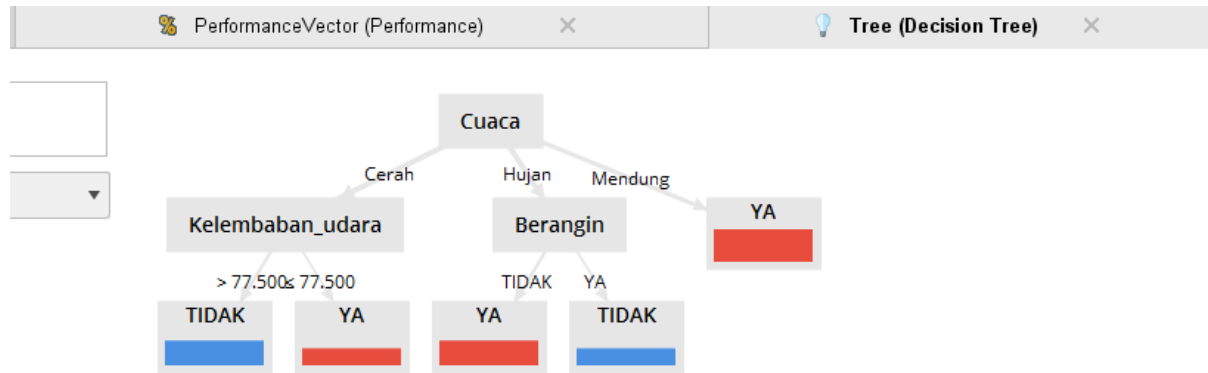 PerformanceVector (Performance)
Tree (Decision Tree)
Cuaca
Cerah
Hujan
Mendung
Kelembaban_udara
Berangin
YA
> 77.500
≤ 77.500
TIDAK
YA
TIDAK
YA
YA
TIDAK